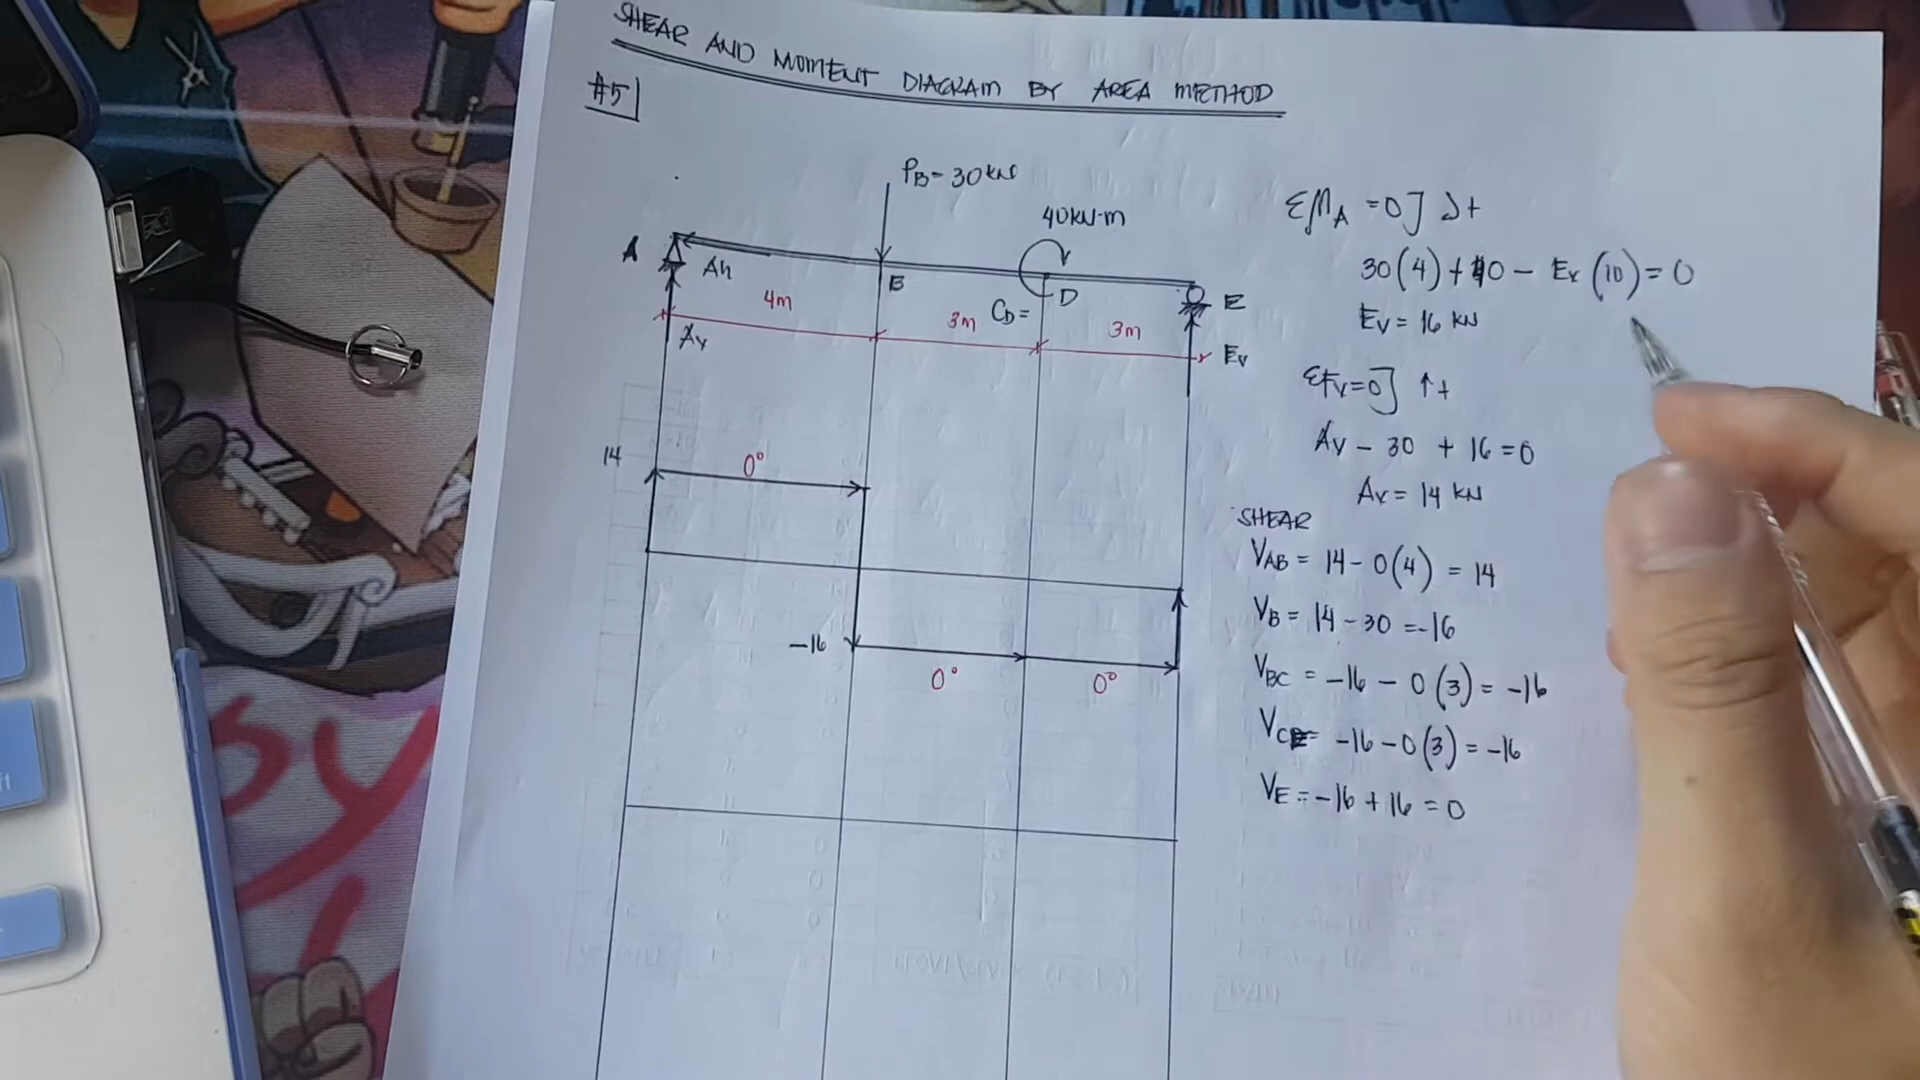 SHEAR AND MOMENT DIAGRAM BY AREA METHOD
#5
PB = 30 kN
40 KN·m
A
Ah
B
CD =
D
E
4m
3m
3m
Av
Ev
14
0°
-16
0°
0°
ΣMA = 0] ↻+
30(4) + 40 - Ev(10) = 0
Ev = 16 KN
ΣFv = 0] ↑+
Av - 30 + 16 = 0
Av = 14 KN
SHEAR
VAB = 14 - 0(4) = 14
VB = 14 - 30 = -16
VBC = -16 - 0(3) = -16
VCE = -16 - 0(3) = -16
VE = -16 + 16 = 0